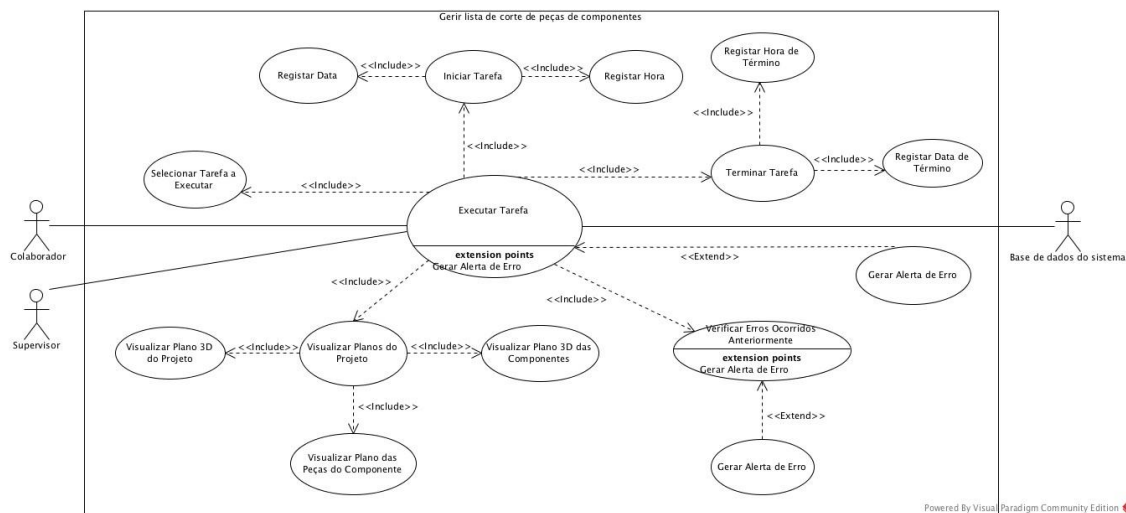 Gerir lista de corte de peças de componentes
Registar Data
<<Include>>
Iniciar Tarefa
<<Include>>
Registar Hora
Registar Hora de
Término
<<Include>>
<<Include>>
Selecionar Tarefa a
Executar
<<Include>>
<<Include>>
Terminar Tarefa
<<Include>>
Registar Data de
Término
Executar Tarefa
extension points
Gerar Alerta de Erro
Colaborador
Supervisor
Base de dados do sistema
<<Extend>>
Gerar Alerta de Erro
<<Include>>
<<Include>>
Visualizar Plano 3D
do Projeto
<<Include>>
Visualizar Planos do
Projeto
<<Include>>
Visualizar Plano 3D das
Componentes
Verificar Erros Ocorridos
Anteriormente
extension points
Gerar Alerta de Erro
<<Include>>
<<Extend>>
Visualizar Plano das
Peças do Componente
Gerar Alerta de Erro
Powered By Visual Paradigm Community Edition